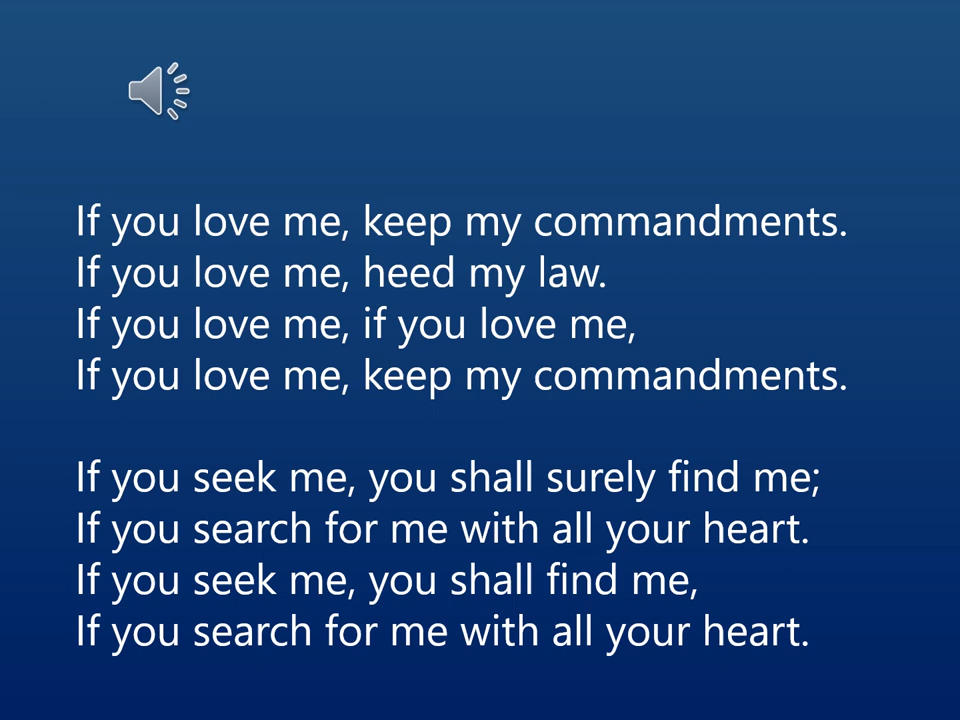 If you love me, keep my commandments.
If you love me, heed my law.
If you love me, if you love me,
If you love me, keep my commandments.
If you seek me, you shall surely find me;
If you search for me with all your heart.
If you seek me, you shall find me,
If you search for me with all your heart.